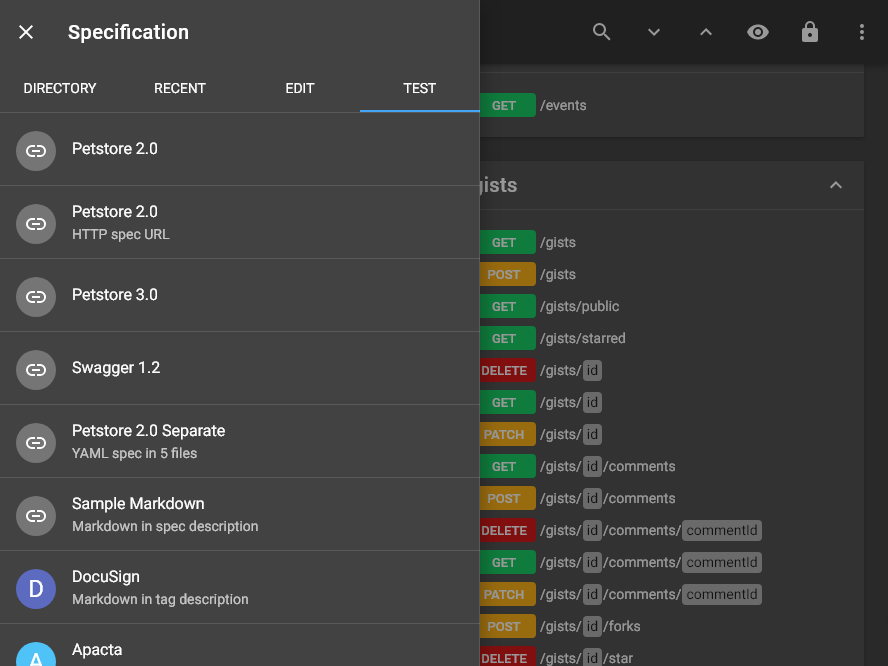 Specification
DIRECTORY
RECENT
EDIT
TEST
Petstore 2.0
Petstore 2.0
HTTP spec URL
Petstore 3.0
Swagger 1.2
Petstore 2.0 Separate
YAML spec in 5 files
Sample Markdown
Markdown in spec description
D
DocuSign
Markdown in tag description
A
Apacta
GET /events
gists
GET /gists
POST /gists
GET /gists/public
GET /gists/starred
DELETE /gists/ id
GET /gists/ id
PATCH /gists/ id
GET /gists/ id /comments
POST /gists/ id /comments
DELETE /gists/ id /comments/ commentId
GET /gists/ id /comments/ commentId
PATCH /gists/ id /comments/ commentId
POST /gists/ id /forks
DELETE /gists/ id /star